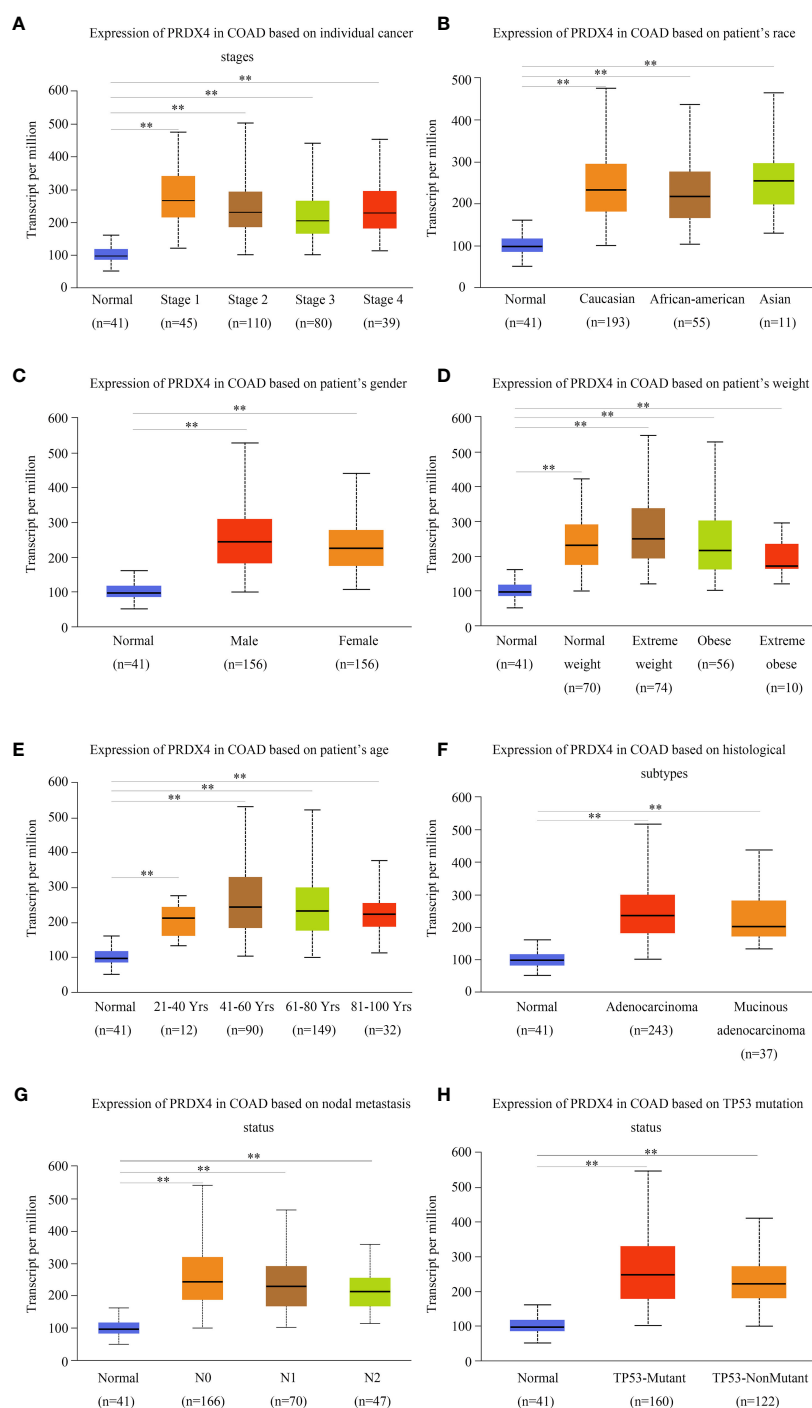 A
Expression of PRDX4 in COAD based on individual cancer
stages
Transcript per million
600
500
400
300
200
100
0
**
**
**
**
Normal
Stage 1
Stage 2
Stage 3
Stage 4
(n=41)
(n=45)
(n=110)
(n=80)
(n=39)
B
Expression of PRDX4 in COAD based on patient's race
Transcript per million
500
400
300
200
100
0
**
**
**
Normal
Caucasian
African-american
Asian
(n=41)
(n=193)
(n=55)
(n=11)
C
Expression of PRDX4 in COAD based on patient's gender
Transcript per million
600
500
400
300
200
100
0
**
**
Normal
Male
Female
(n=41)
(n=156)
(n=156)
D
Expression of PRDX4 in COAD based on patient's weight
Transcript per million
600
500
400
300
200
100
0
**
**
**
**
Normal
Normal
Extreme
Obese
Extreme
(n=41)
weight
weight
(n=56)
obese
(n=70)
(n=74)
(n=10)
E
Expression of PRDX4 in COAD based on patient's age
Transcript per million
600
500
400
300
200
100
0
**
**
**
**
Normal
21-40 Yrs
41-60 Yrs
61-80 Yrs
81-100 Yrs
(n=41)
(n=12)
(n=90)
(n=149)
(n=32)
F
Expression of PRDX4 in COAD based on histological
subtypes
Transcript per million
600
500
400
300
200
100
0
**
**
Normal
Adenocarcinoma
Mucinous
(n=41)
(n=243)
adenocarcinoma
(n=37)
G
Expression of PRDX4 in COAD based on nodal metastasis
status
Transcript per million
600
500
400
300
200
100
0
**
**
**
Normal
N0
N1
N2
(n=41)
(n=166)
(n=70)
(n=47)
H
Expression of PRDX4 in COAD based on TP53 mutation
status
Transcript per million
600
500
400
300
200
100
0
**
**
Normal
TP53-Mutant
TP53-NonMutant
(n=41)
(n=160)
(n=122)